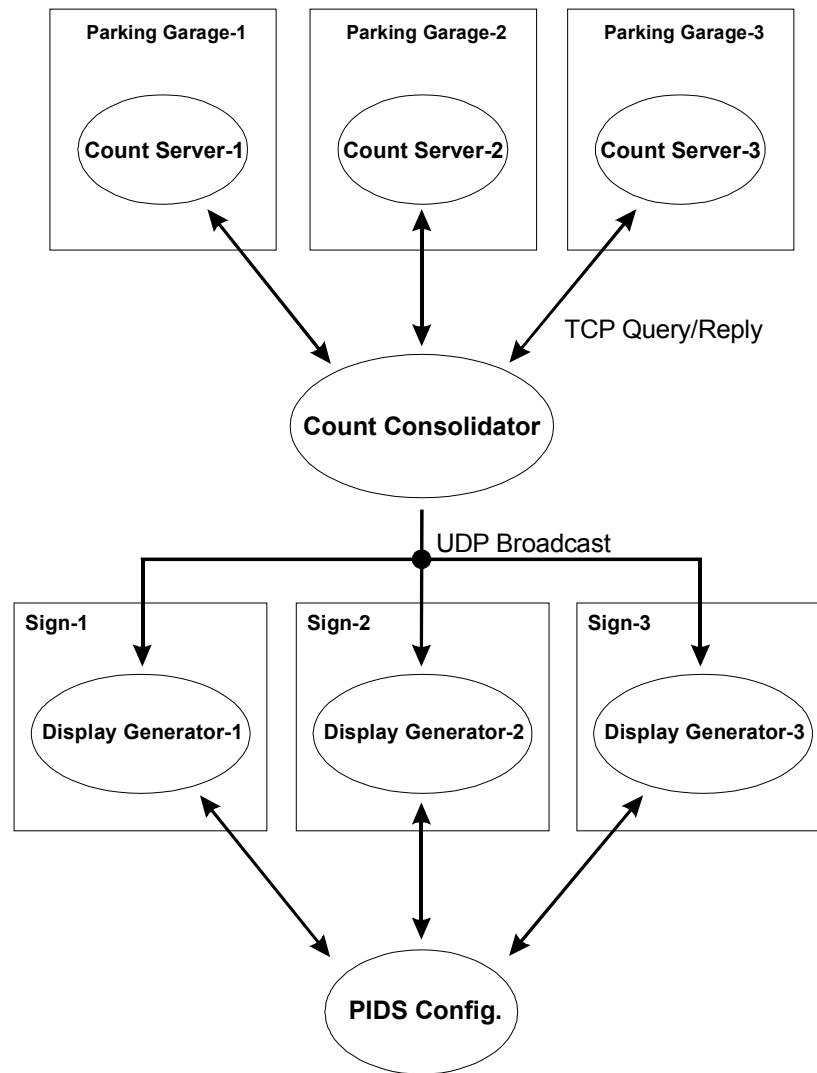 Parking Garage-1
Parking Garage-2
Parking Garage-3
Count Server-1
Count Server-2
Count Server-3
TCP Query/Reply
Count Consolidator
UDP Broadcast
Sign-1
Sign-2
Sign-3
Display Generator-1
Display Generator-2
Display Generator-3
PIDS Config.